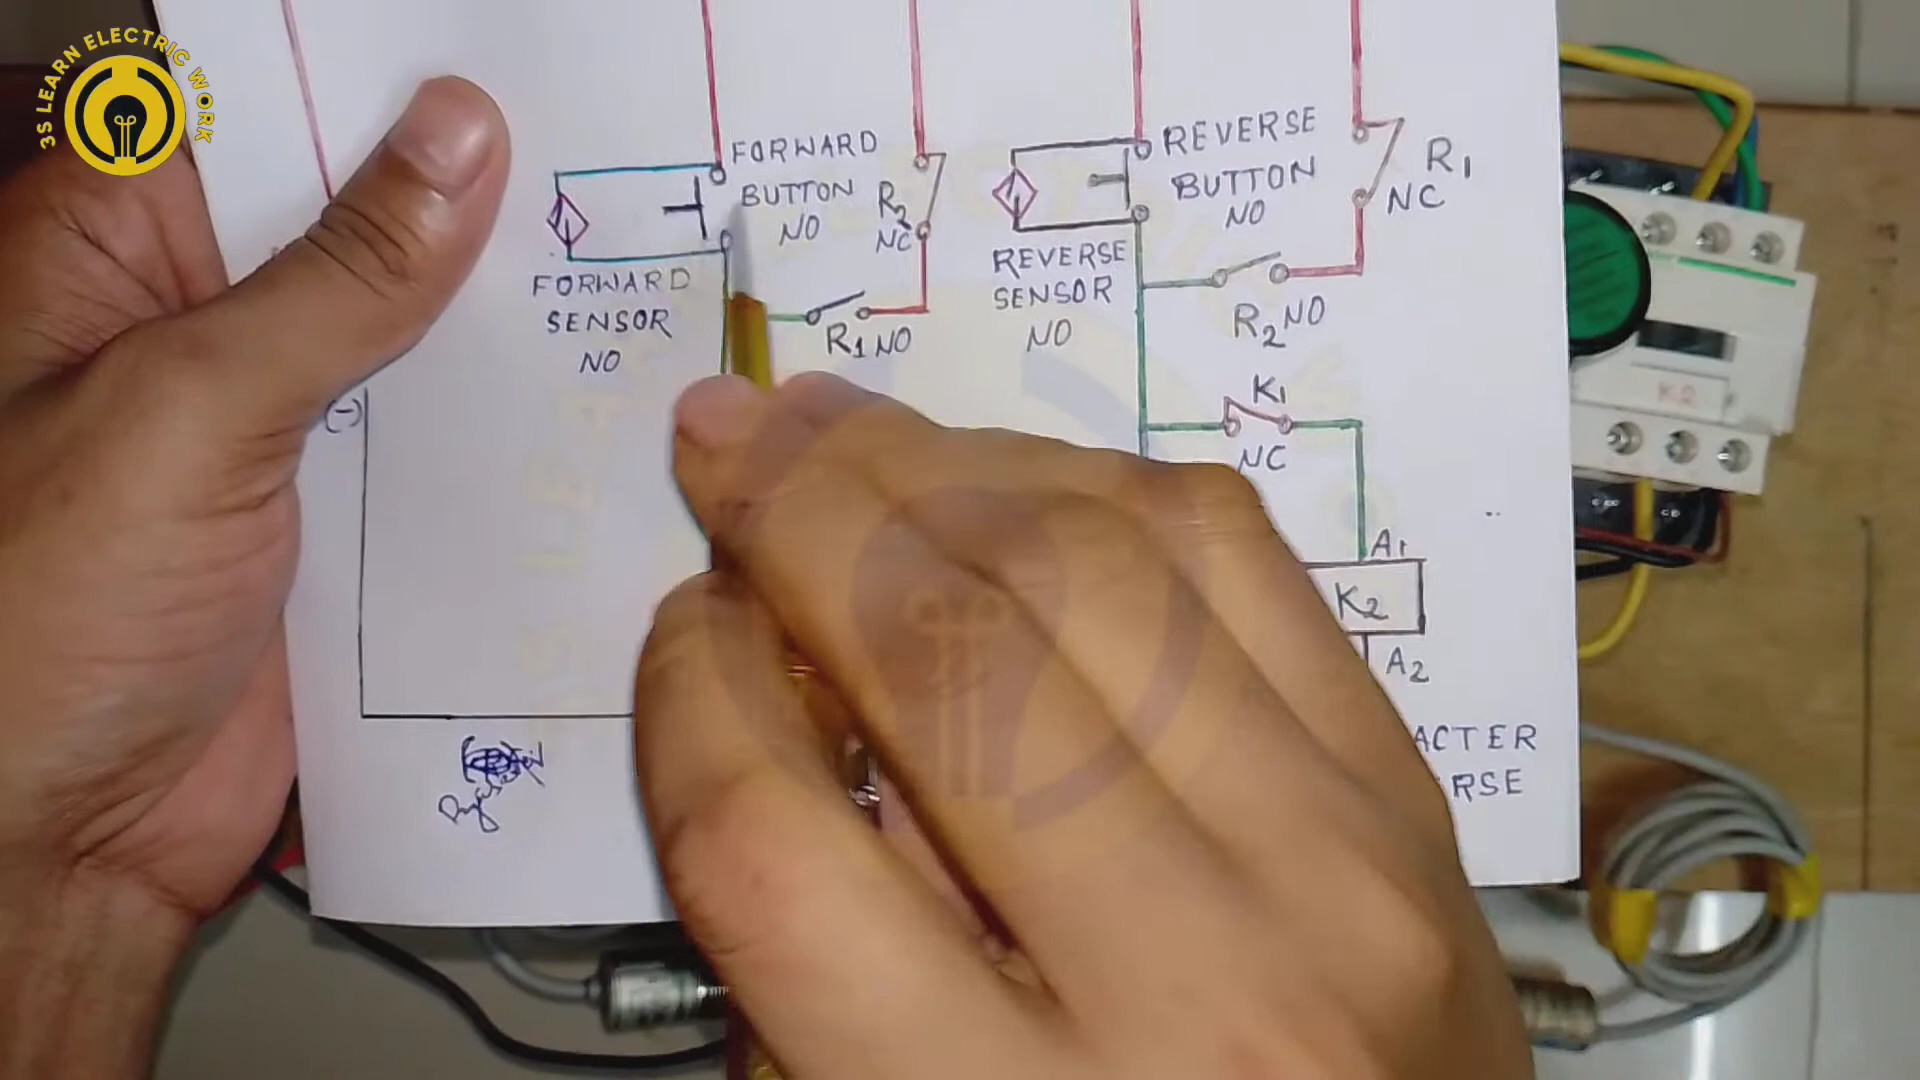 3S LEARN ELECTRIC WORK
FORWARD
BUTTON
NO
R2
NC
REVERSE
BUTTON
NO
R1
NC
FORWARD
SENSOR
NO
R1 NO
REVERSE
SENSOR
NO
R2 NO
K1
NC
(-)
A1
K2
A2
ACTER
RSE
K2